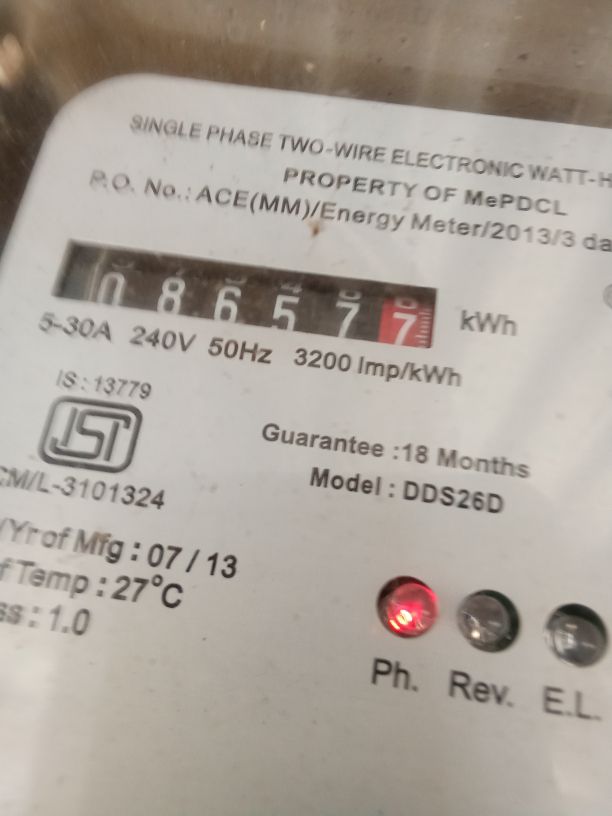 SINGLE PHASE TWO-WIRE ELECTRONIC WATT-H
PROPERTY OF MePDCL
P.O. No.: ACE(MM)/Energy Meter/2013/3 da
0 8 6 5 7 7 kWh
5-30A 240V 50Hz 3200 Imp/kWh
IS : 13779
ISI
CM/L-3101324
Guarantee : 18 Months
Model : DDS26D
/Yr of Mfg : 07 / 13
f Temp : 27°C
ss : 1.0
Ph. Rev. E.L.